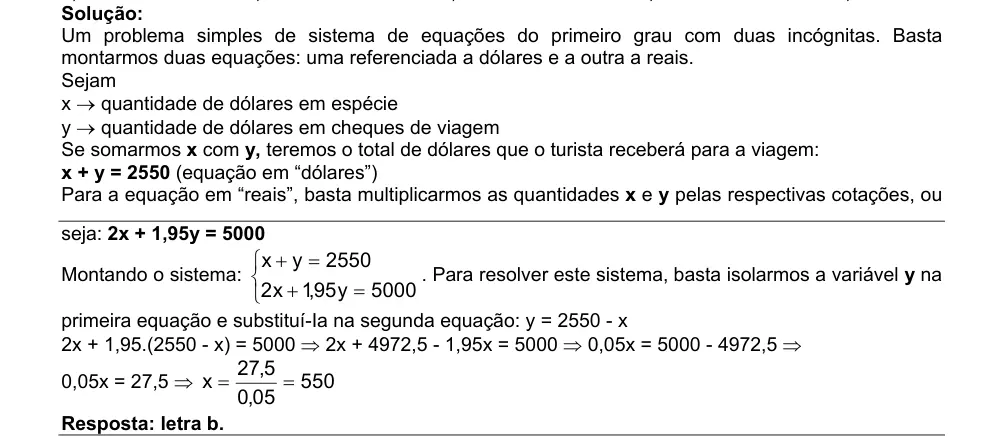 Solução:
Um problema simples de sistema de equações do primeiro grau com duas incógnitas. Basta
montarmos duas equações: uma referenciada a dólares e a outra a reais.
Sejam
x → quantidade de dólares em espécie
y → quantidade de dólares em cheques de viagem
Se somarmos x com y, teremos o total de dólares que o turista receberá para a viagem:
x + y = 2550 (equação em “dólares”)
Para a equação em “reais”, basta multiplicarmos as quantidades x e y pelas respectivas cotações, ou
seja: 2x + 1,95y = 5000
Montando o sistema: { x + y = 2550
2x + 1,95y = 5000 . Para resolver este sistema, basta isolarmos a variável y na
primeira equação e substituí-la na segunda equação: y = 2550 - x
2x + 1,95.(2550 - x) = 5000 ⇒ 2x + 4972,5 - 1,95x = 5000 ⇒ 0,05x = 5000 - 4972,5 ⇒
0,05x = 27,5 ⇒ x = 27,5/0,05 = 550
Resposta: letra b.